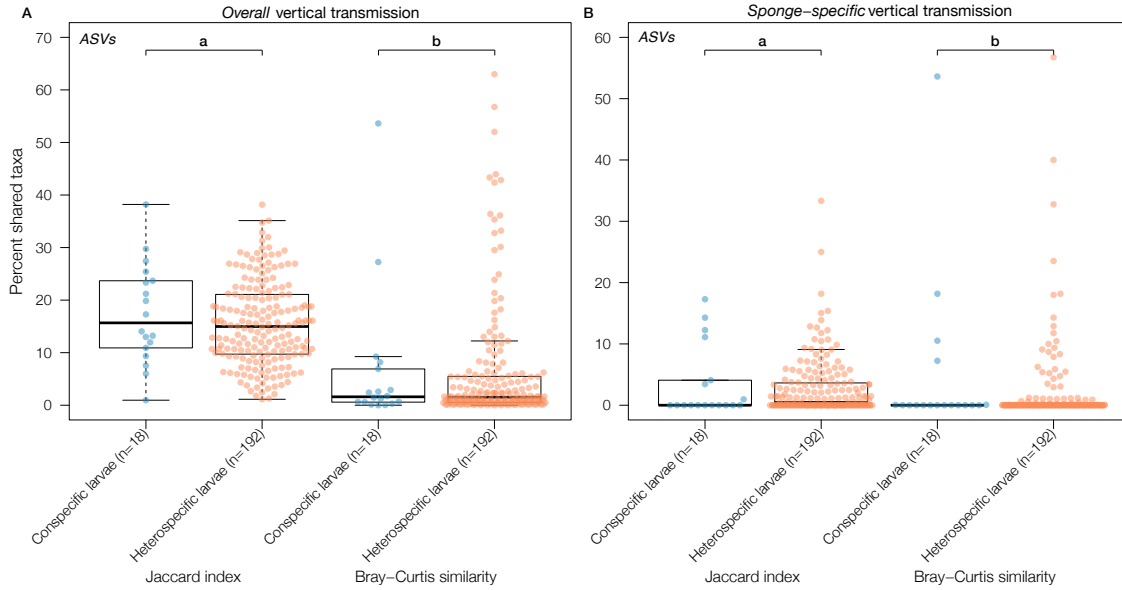 A
Overall vertical transmission
ASVs
a
b
Percent shared taxa
70
60
50
40
30
20
10
0
Conspecific larvae (n=18)
Heterospecific larvae (n=192)
Conspecific larvae (n=18)
Heterospecific larvae (n=192)
Jaccard index
Bray−Curtis similarity
B
Sponge−specific vertical transmission
ASVs
a
b
60
50
40
30
20
10
0
Conspecific larvae (n=18)
Heterospecific larvae (n=192)
Conspecific larvae (n=18)
Heterospecific larvae (n=192)
Jaccard index
Bray−Curtis similarity